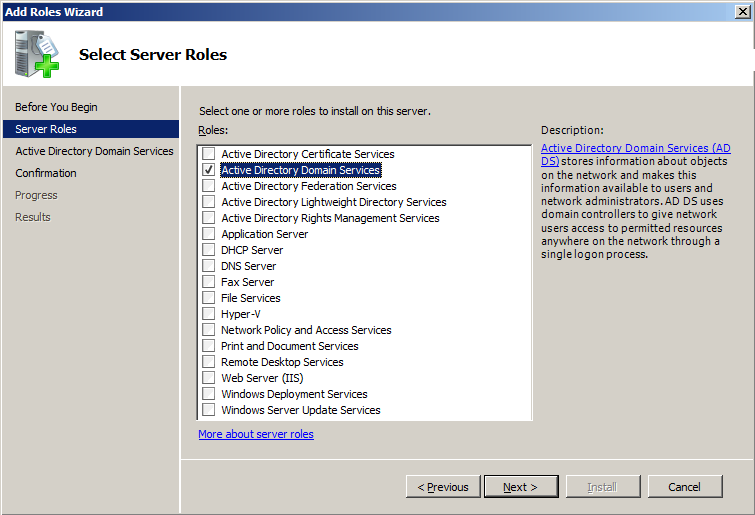 Add Roles Wizard
Select Server Roles
Before You Begin
Server Roles
Active Directory Domain Services
Confirmation
Progress
Results
Select one or more roles to install on this server.
Roles:
Active Directory Certificate Services
Active Directory Domain Services
Active Directory Federation Services
Active Directory Lightweight Directory Services
Active Directory Rights Management Services
Application Server
DHCP Server
DNS Server
Fax Server
File Services
Hyper-V
Network Policy and Access Services
Print and Document Services
Remote Desktop Services
Web Server (IIS)
Windows Deployment Services
Windows Server Update Services
More about server roles
Description:
Active Directory Domain Services (AD
DS) stores information about objects
on the network and makes this
information available to users and
network administrators. AD DS uses
domain controllers to give network
users access to permitted resources
anywhere on the network through a
single logon process.
< Previous
Next >
Install
Cancel